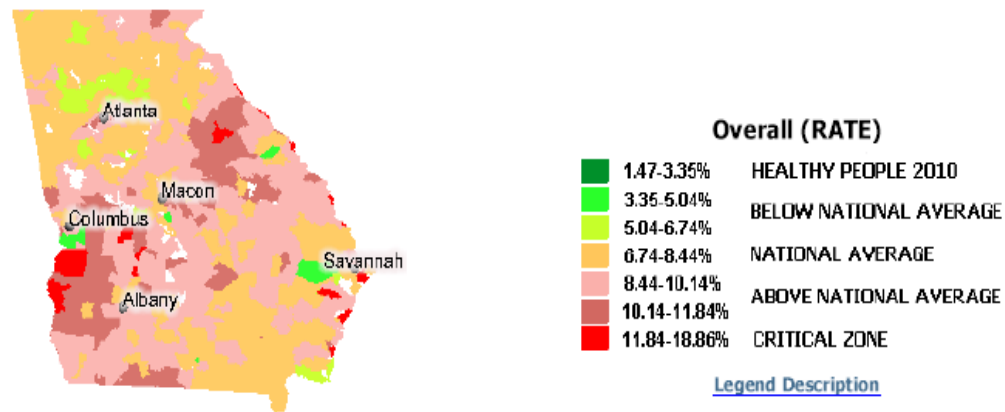 Atlanta
Macon
Columbus
Savannah
Albany
Overall (RATE)
1.47-3.35% HEALTHY PEOPLE 2010
3.35-5.04%
BELOW NATIONAL AVERAGE
5.04-6.74%
6.74-8.44% NATIONAL AVERAGE
8.44-10.14%
ABOVE NATIONAL AVERAGE
10.14-11.84%
11.84-18.86% CRITICAL ZONE
Legend Description